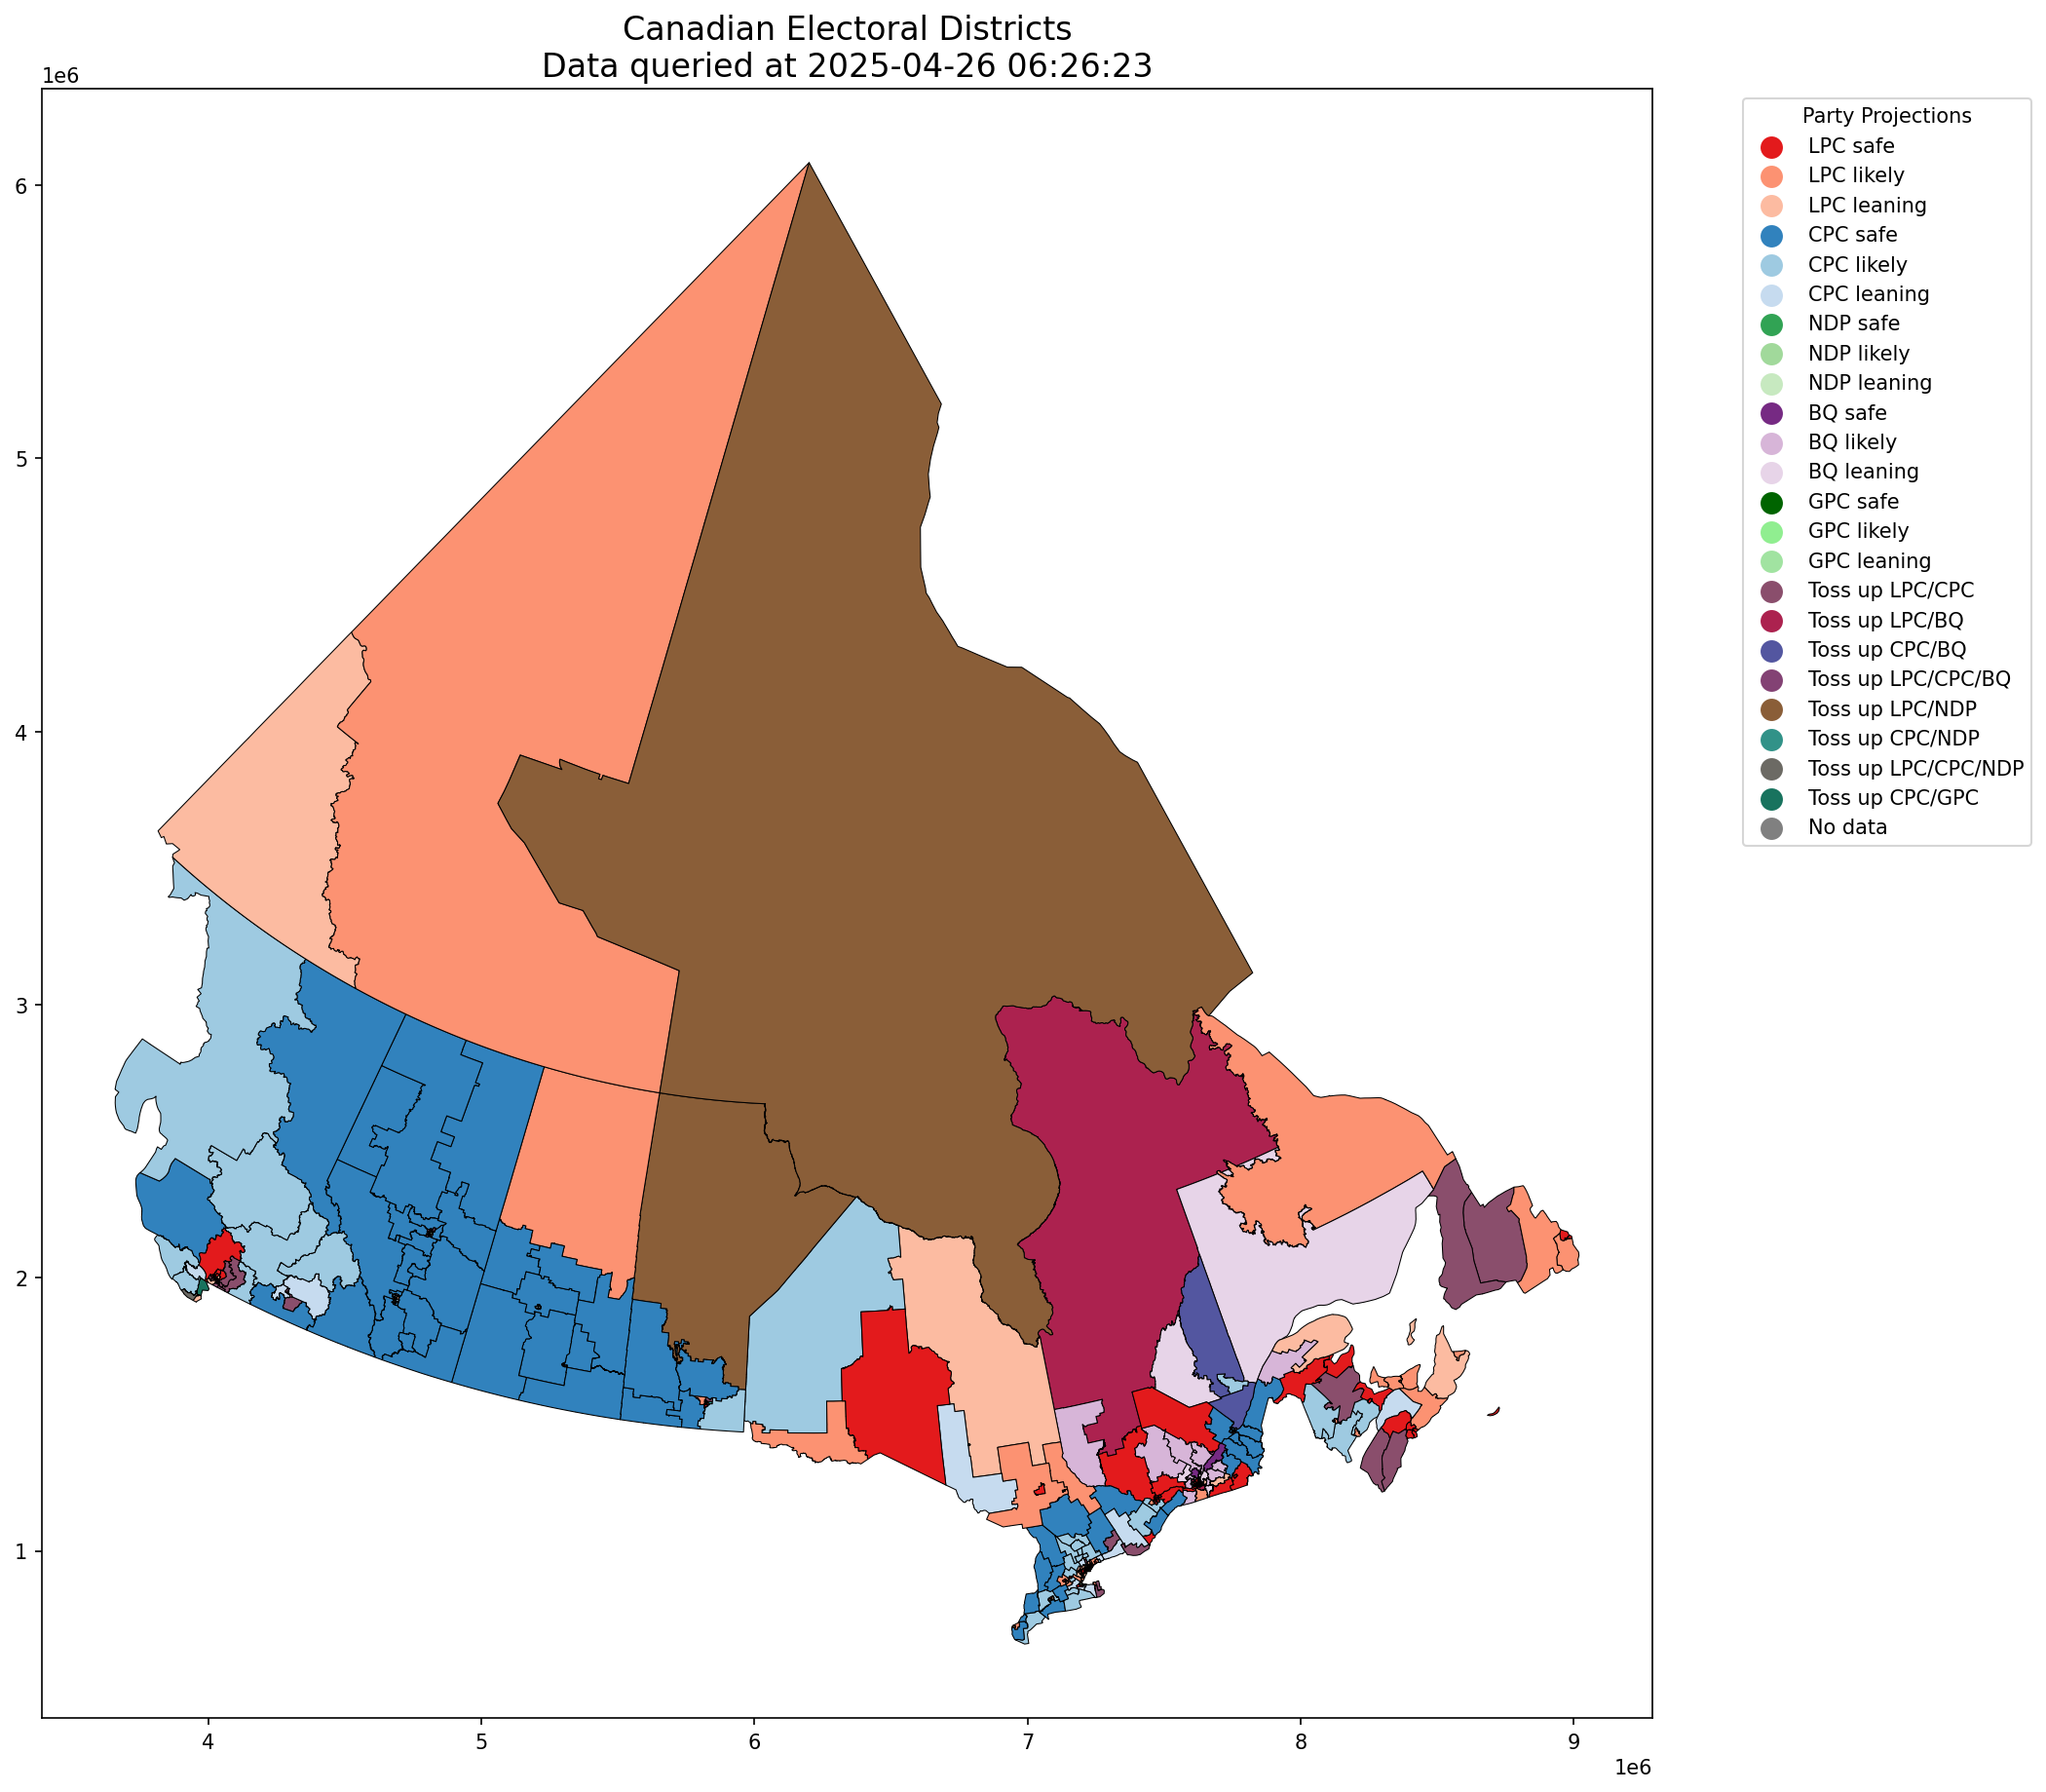 Canadian Electoral Districts
Data queried at 2025-04-26 06:26:23
1e6
6
5
4
3
2
1
4
5
6
7
8
9
1e6
Party Projections
LPC safe
LPC likely
LPC leaning
CPC safe
CPC likely
CPC leaning
NDP safe
NDP likely
NDP leaning
BQ safe
BQ likely
BQ leaning
GPC safe
GPC likely
GPC leaning
Toss up LPC/CPC
Toss up LPC/BQ
Toss up CPC/BQ
Toss up LPC/CPC/BQ
Toss up LPC/NDP
Toss up CPC/NDP
Toss up LPC/CPC/NDP
Toss up CPC/GPC
No data